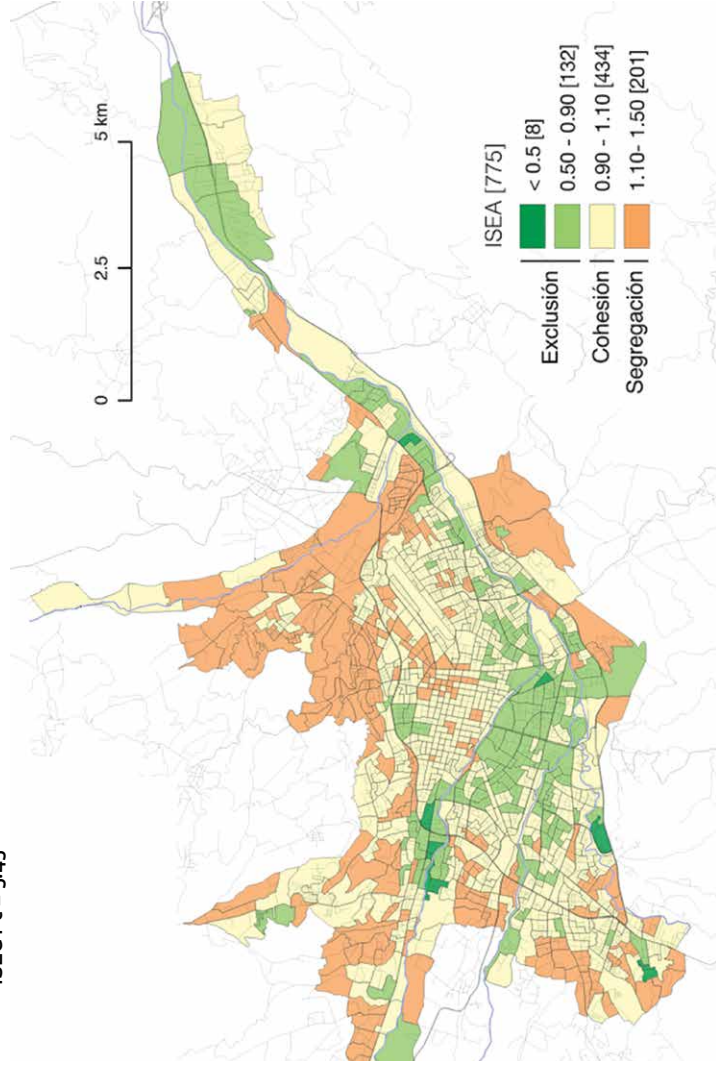 0 2.5 5 km
ISEA [775]
Exclusión
< 0.5 [8]
0.50 - 0.90 [132]
Cohesión
0.90 - 1.10 [434]
Segregación
1.10- 1.50 [201]